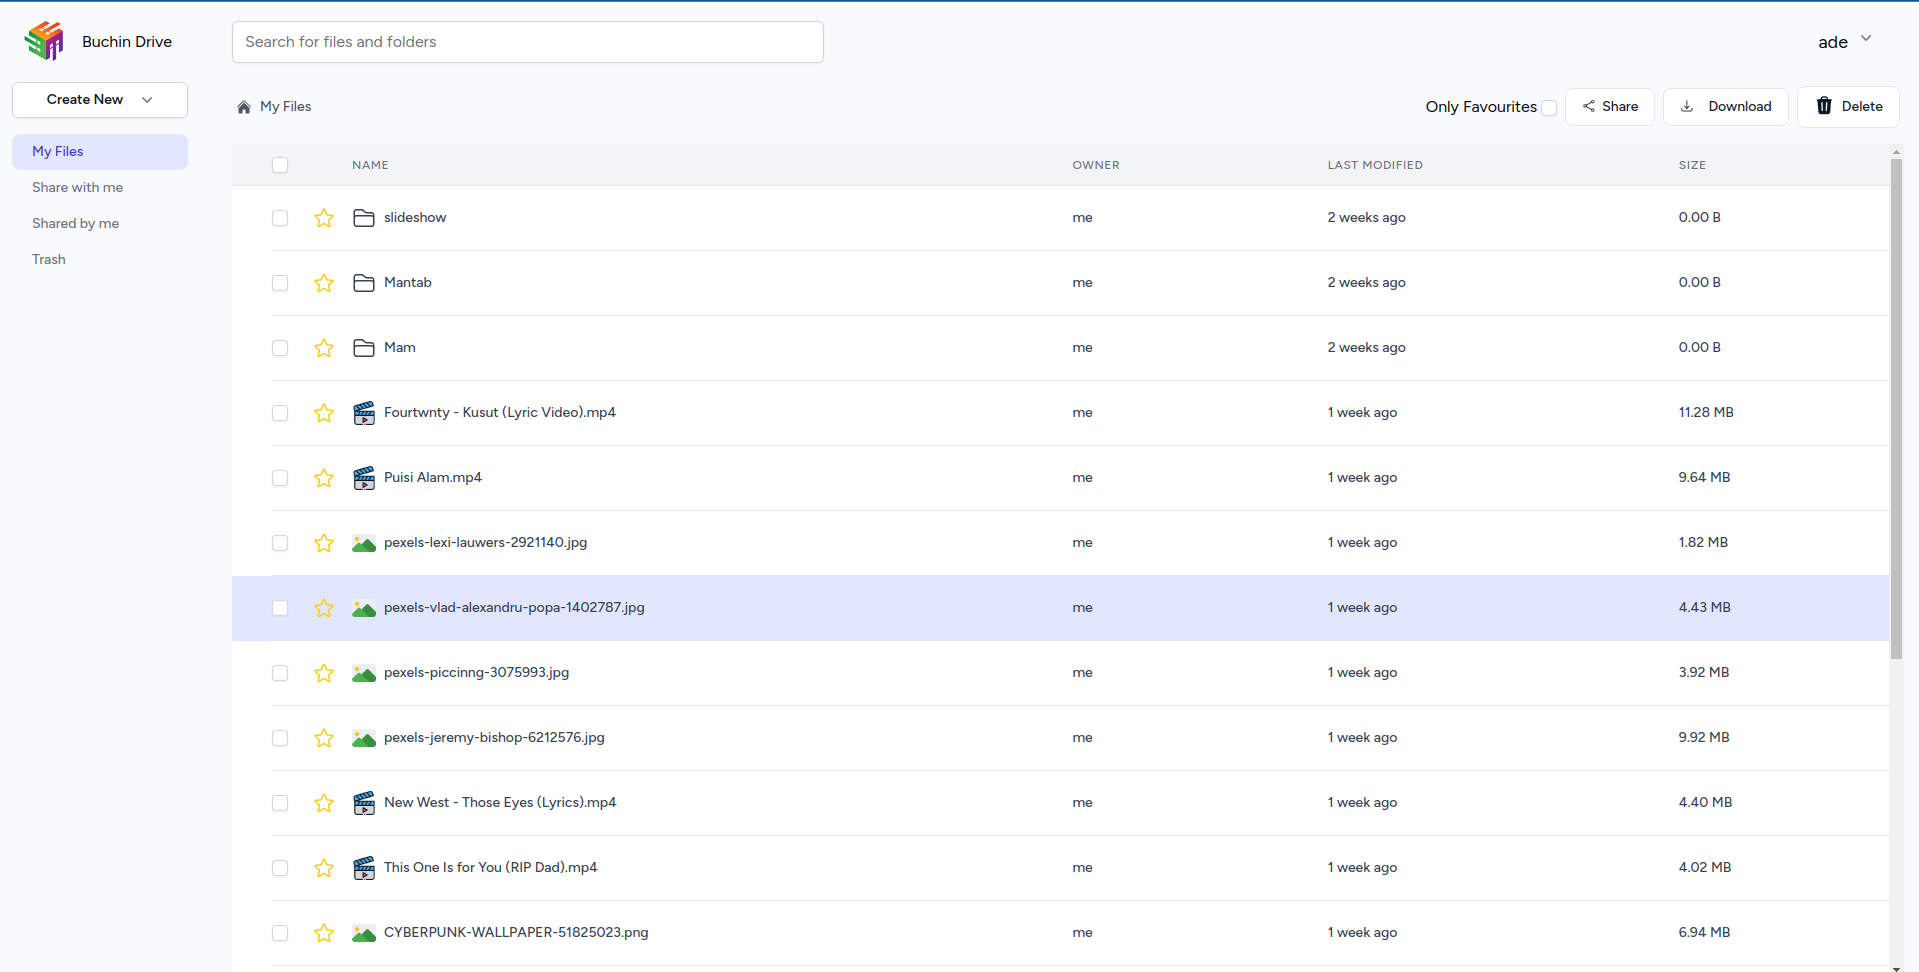 Buchin Drive
Search for files and folders
ade
Create New
My Files
Share with me
Shared by me
Trash
My Files
Only Favourites
Share
Download
Delete
NAME OWNER LAST MODIFIED SIZE
slideshow me 2 weeks ago 0.00 B
Mantab me 2 weeks ago 0.00 B
Mam me 2 weeks ago 0.00 B
Fourtwnty - Kusut (Lyric Video).mp4 me 1 week ago 11.28 MB
Puisi Alam.mp4 me 1 week ago 9.64 MB
pexels-lexi-lauwers-2921140.jpg me 1 week ago 1.82 MB
pexels-vlad-alexandru-popa-1402787.jpg me 1 week ago 4.43 MB
pexels-piccinng-3075993.jpg me 1 week ago 3.92 MB
pexels-jeremy-bishop-6212576.jpg me 1 week ago 9.92 MB
New West - Those Eyes (Lyrics).mp4 me 1 week ago 4.40 MB
This One Is for You (RIP Dad).mp4 me 1 week ago 4.02 MB
CYBERPUNK-WALLPAPER-51825023.png me 1 week ago 6.94 MB